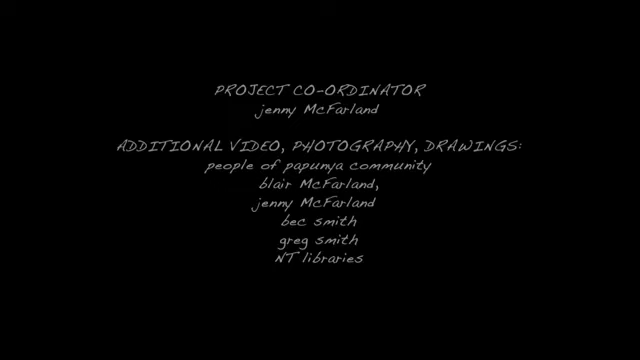 PROJECT CO-ORDINATOR
jenny McFarland
ADDITIONAL VIDEO, PHOTOGRAPHY, DRAWINGS:
people of papunya community
blair McFarland,
jenny McFarland
bec smith
greg smith
NT libraries